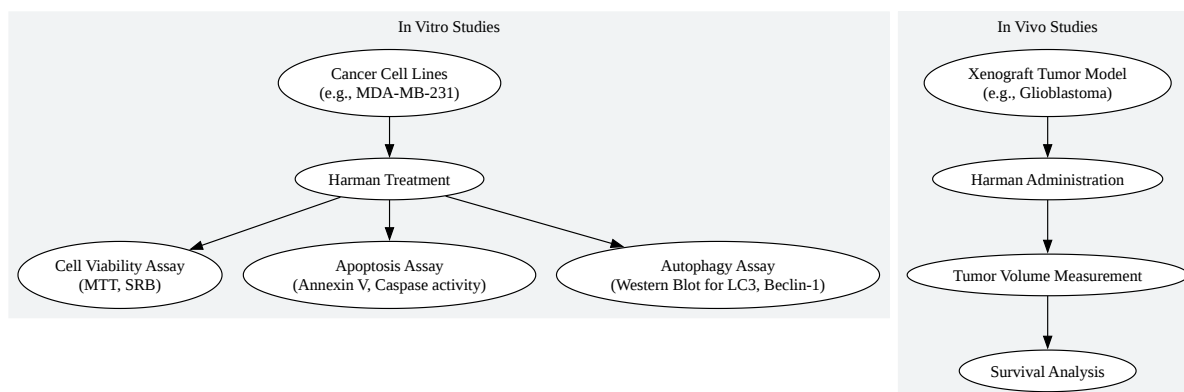 In Vitro Studies
Cancer Cell Lines
(e.g., MDA-MB-231)
Harman Treatment
Cell Viability Assay
(MTT, SRB)
Apoptosis Assay
(Annexin V, Caspase activity)
Autophagy Assay
(Western Blot for LC3, Beclin-1)
In Vivo Studies
Xenograft Tumor Model
(e.g., Glioblastoma)
Harman Administration
Tumor Volume Measurement
Survival Analysis